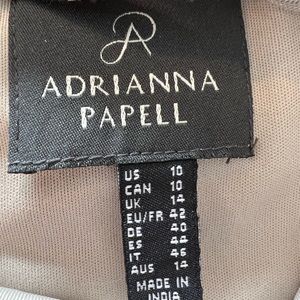 ADRIANNA
PAPELL
US 10
CAN 10
UK 14
EU/FR 42
DE 40
ES 44
IT 46
AUS 14
MADE IN
INDIA